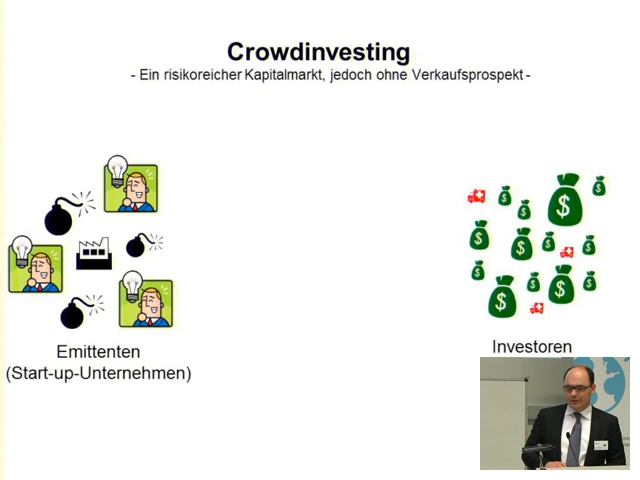 Crowdinvesting
- Ein risikoreicher Kapitalmarkt, jedoch ohne Verkaufsprospekt -
$
$
$
$
$
$
$
$
$
$
$
$
$
Emittenten
(Start-up-Unternehmen)
Investoren